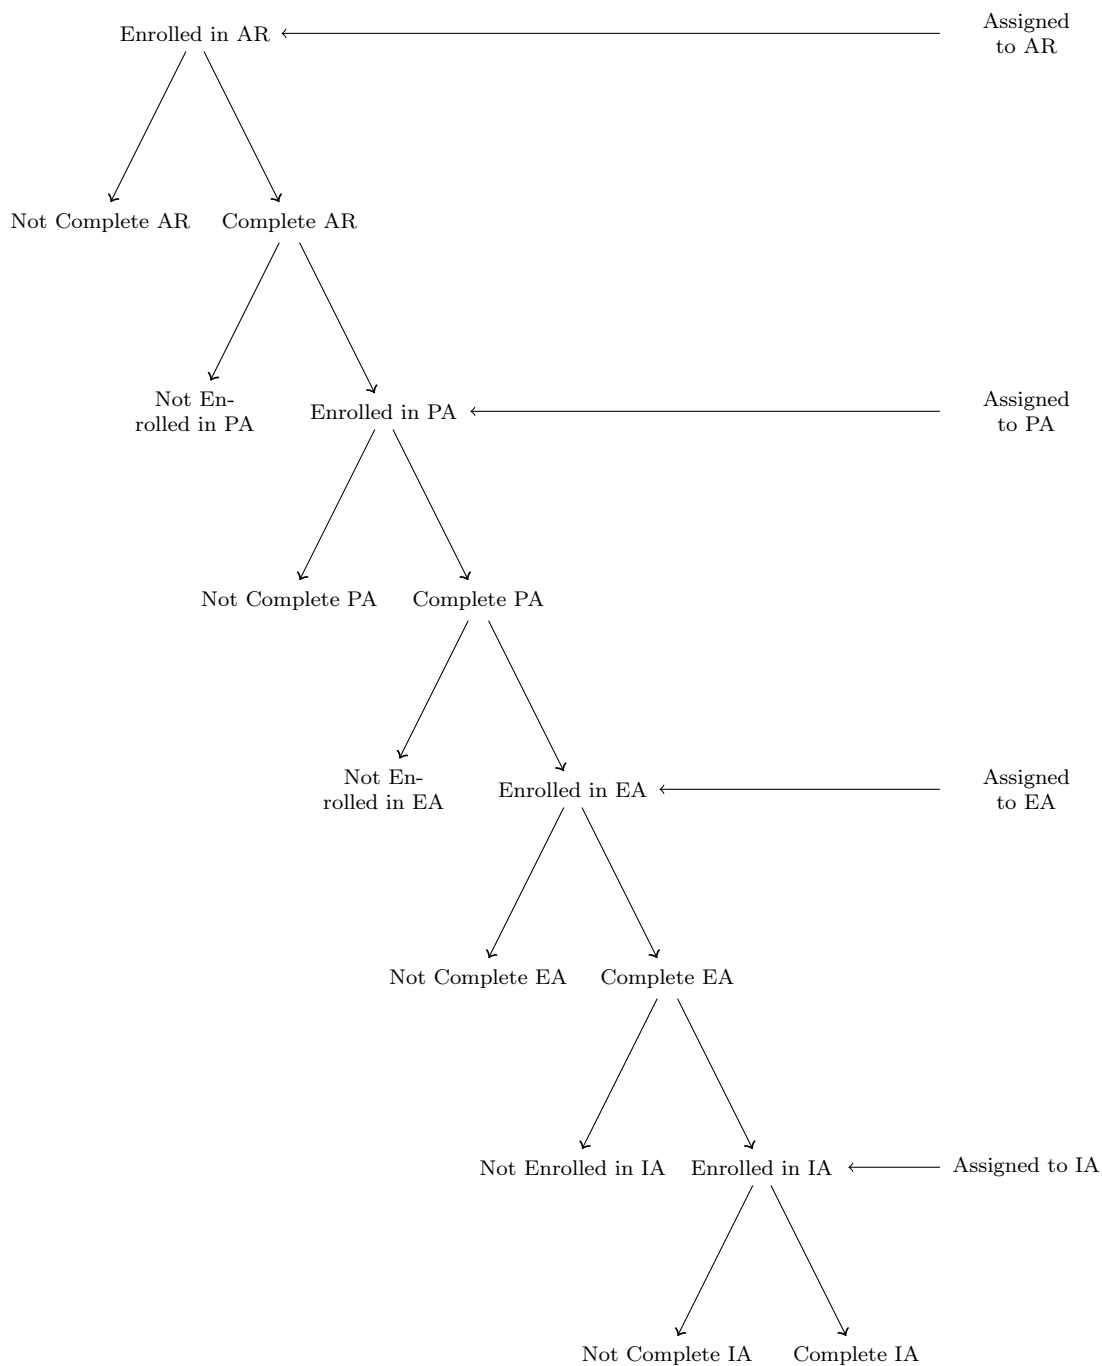 Enrolled in AR
Assigned
to AR
Not Complete AR
Complete AR
Not En-
rolled in PA
Enrolled in PA
Assigned
to PA
Not Complete PA
Complete PA
Not En-
rolled in EA
Enrolled in EA
Assigned
to EA
Not Complete EA
Complete EA
Not Enrolled in IA
Enrolled in IA
Assigned to IA
Not Complete IA
Complete IA